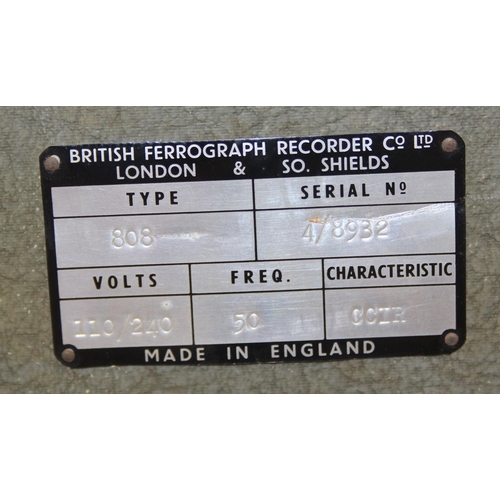 BRITISH FERROGRAPH RECORDER Cº LTD
LONDON & SO. SHIELDS
TYPE SERIAL Nº
808 4/8932
VOLTS FREQ. CHARACTERISTIC
110/240 50 CCIR
MADE IN ENGLAND